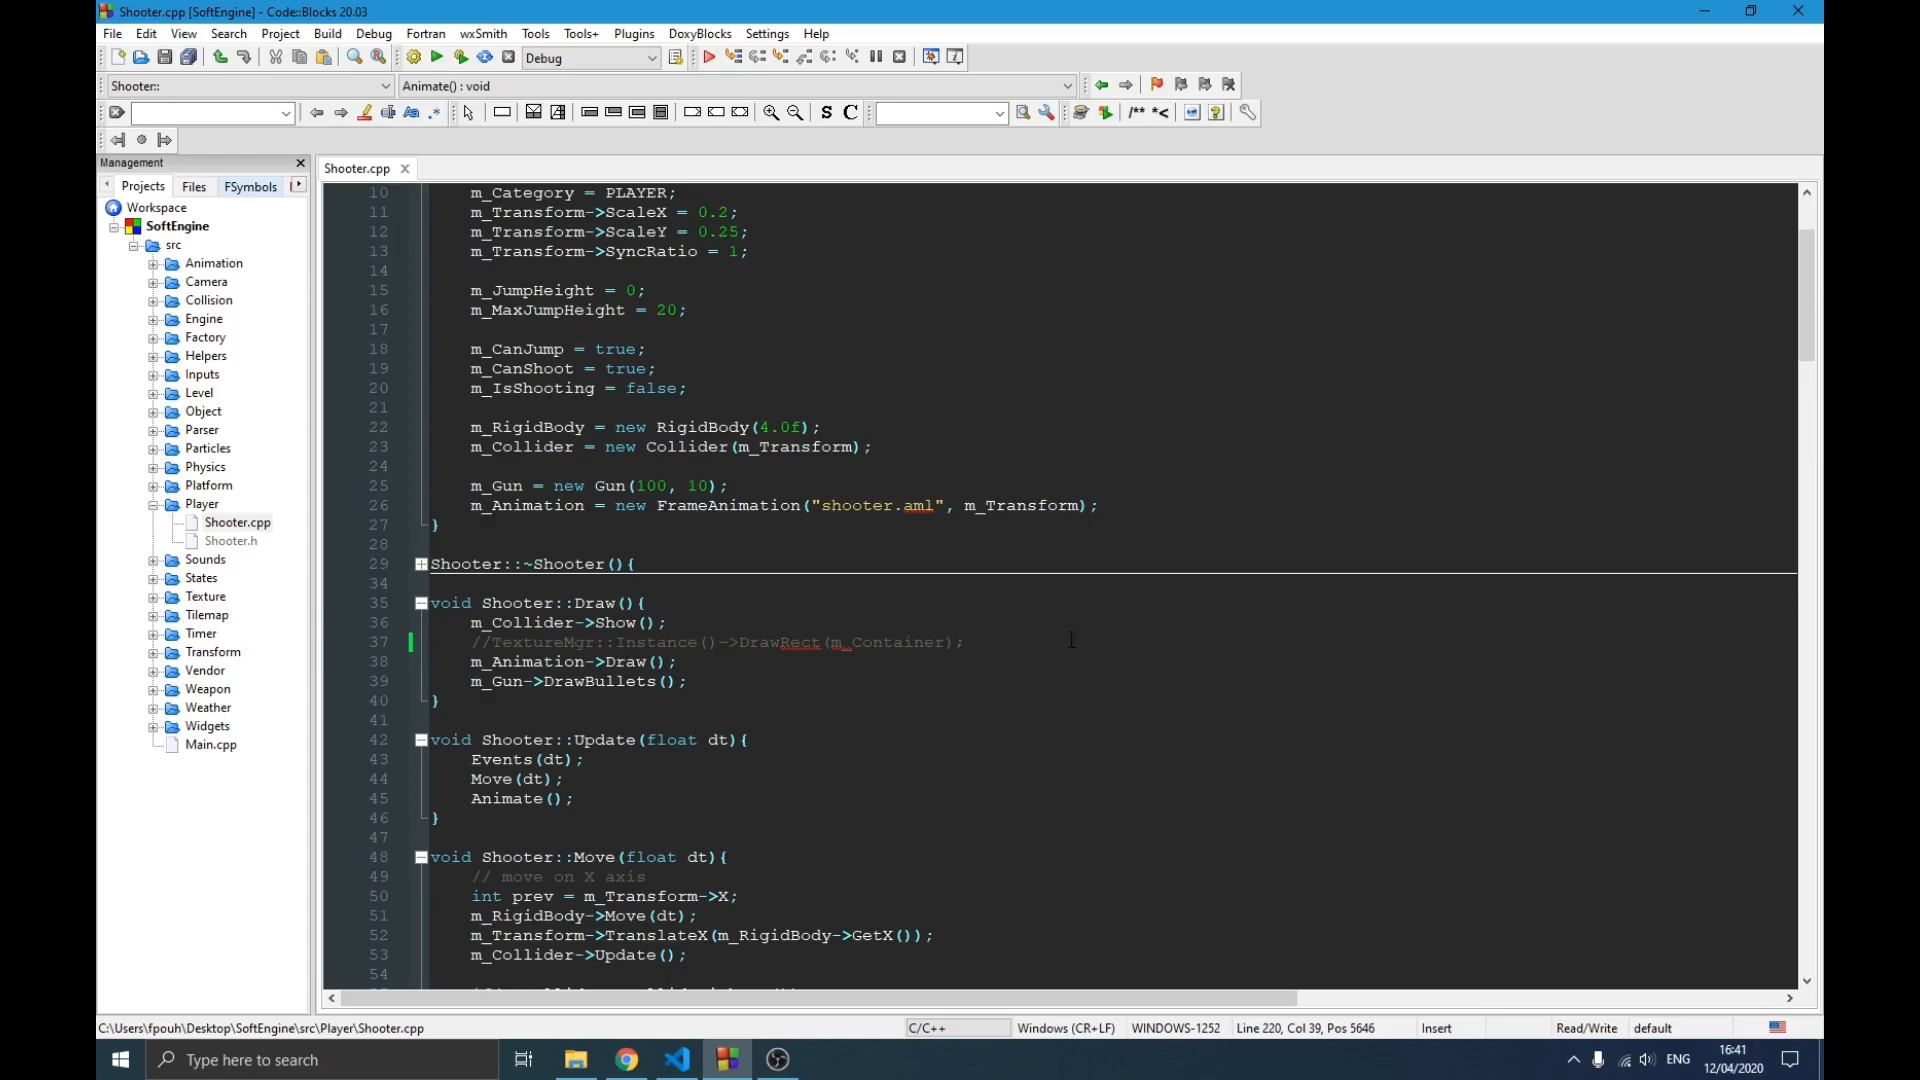 Shooter.cpp [SoftEngine] - Code::Blocks 20.03
File Edit View Search Project Build Debug Fortran wxSmith Tools Tools+ Plugins DoxyBlocks Settings Help
Debug
Shooter:: Animate() : void
S C /** *<
Management
Projects Files FSymbols
Shooter.cpp
Workspace
SoftEngine
src
Animation
Camera
Collision
Engine
Factory
Helpers
Inputs
Level
Object
Parser
Particles
Physics
Platform
Player
Shooter.cpp
Shooter.h
Sounds
States
Texture
Tilemap
Timer
Transform
Vendor
Weapon
Weather
Widgets
Main.cpp
10 m_Category = PLAYER;
11 m_Transform->ScaleX = 0.2;
12 m_Transform->ScaleY = 0.25;
13 m_Transform->SyncRatio = 1;
14
15 m_JumpHeight = 0;
16 m_MaxJumpHeight = 20;
17
18 m_CanJump = true;
19 m_CanShoot = true;
20 m_IsShooting = false;
21
22 m_RigidBody = new RigidBody(4.0f);
23 m_Collider = new Collider(m_Transform);
24
25 m_Gun = new Gun(100, 10);
26 m_Animation = new FrameAnimation("shooter.aml", m_Transform);
27 }
28
29 Shooter::~Shooter(){
34
35 void Shooter::Draw(){
36 m_Collider->Show();
37 //TextureMgr::Instance()->DrawRect(m_Container);
38 m_Animation->Draw();
39 m_Gun->DrawBullets();
40 }
41
42 void Shooter::Update(float dt){
43 Events(dt);
44 Move(dt);
45 Animate();
46 }
47
48 void Shooter::Move(float dt){
49 // move on X axis
50 int prev = m_Transform->X;
51 m_RigidBody->Move(dt);
52 m_Transform->TranslateX(m_RigidBody->GetX());
53 m_Collider->Update();
54
C:\Users\fpouh\Desktop\SoftEngine\src\Player\Shooter.cpp C/C++ Windows (CR+LF) WINDOWS-1252 Line 220, Col 39, Pos 5646 Insert Read/Write default
Type here to search
ENG
16:41
12/04/2020